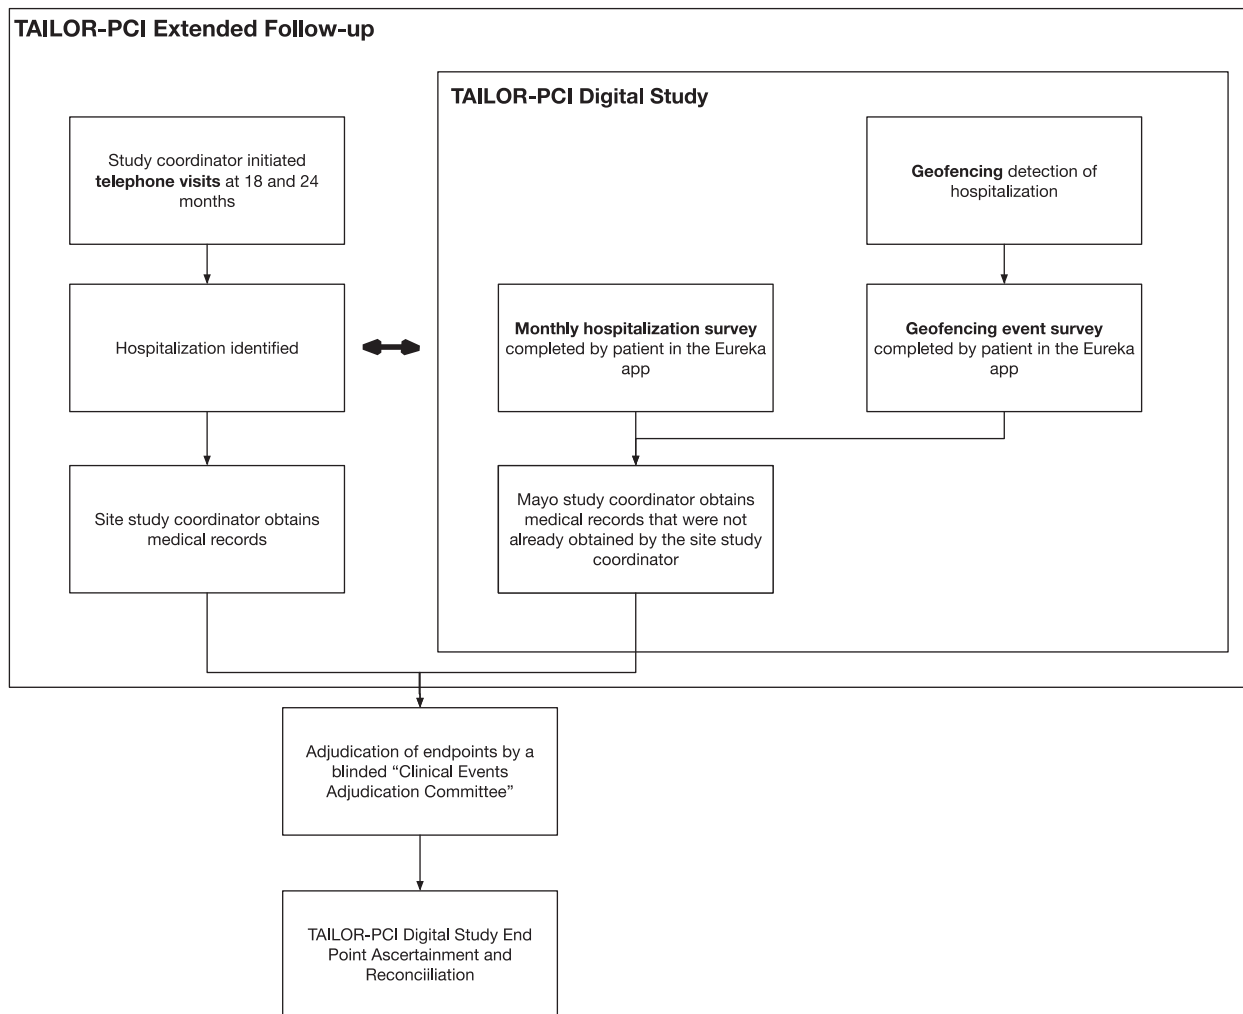 TAILOR-PCI Extended Follow-up
TAILOR-PCI Digital Study
Study coordinator initiated
telephone visits at 18 and 24
months
Geofencing detection of
hospitalization
Hospitalization identified
Monthly hospitalization survey
completed by patient in the Eureka
app
Geofencing event survey
completed by patient in the Eureka
app
Site study coordinator obtains
medical records
Mayo study coordinator obtains
medical records that were not
already obtained by the site study
coordinator
Adjudication of endpoints by a
blinded “Clinical Events
Adjudication Committee”
TAILOR-PCI Digital Study End
Point Ascertainment and
Reconciiliation